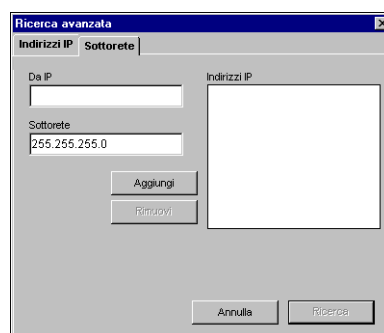 Ricerca avanzata
Indirizzi IP Sottorete
Da IP
Indirizzi IP
Sottorete
255.255.255.0
Aggiungi
Rimuovi
Annulla Ricerca